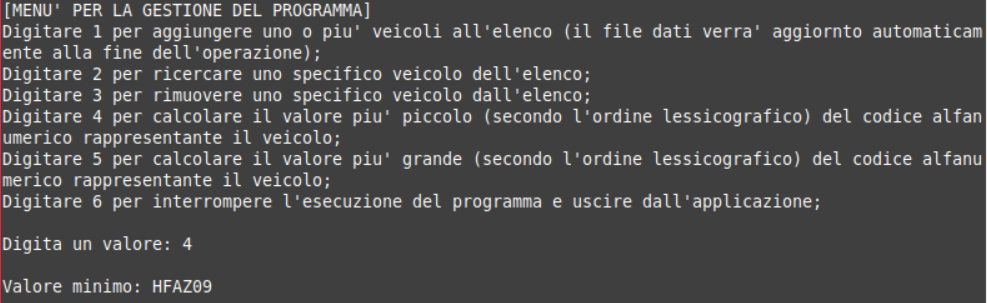 [MENU' PER LA GESTIONE DEL PROGRAMMA]
Digitare 1 per aggiungere uno o piu' veicoli all'elenco (il file dati verra' aggiornto automaticam
ente alla fine dell'operazione);
Digitare 2 per ricercare uno specifico veicolo dell'elenco;
Digitare 3 per rimuovere uno specifico veicolo dall'elenco;
Digitare 4 per calcolare il valore piu' piccolo (secondo l'ordine lessicografico) del codice alfan
umerico rappresentante il veicolo;
Digitare 5 per calcolare il valore piu' grande (secondo l'ordine lessicografico) del codice alfanu
merico rappresentante il veicolo;
Digitare 6 per interrompere l'esecuzione del programma e uscire dall'applicazione;
Digita un valore: 4
Valore minimo: HFAZ09